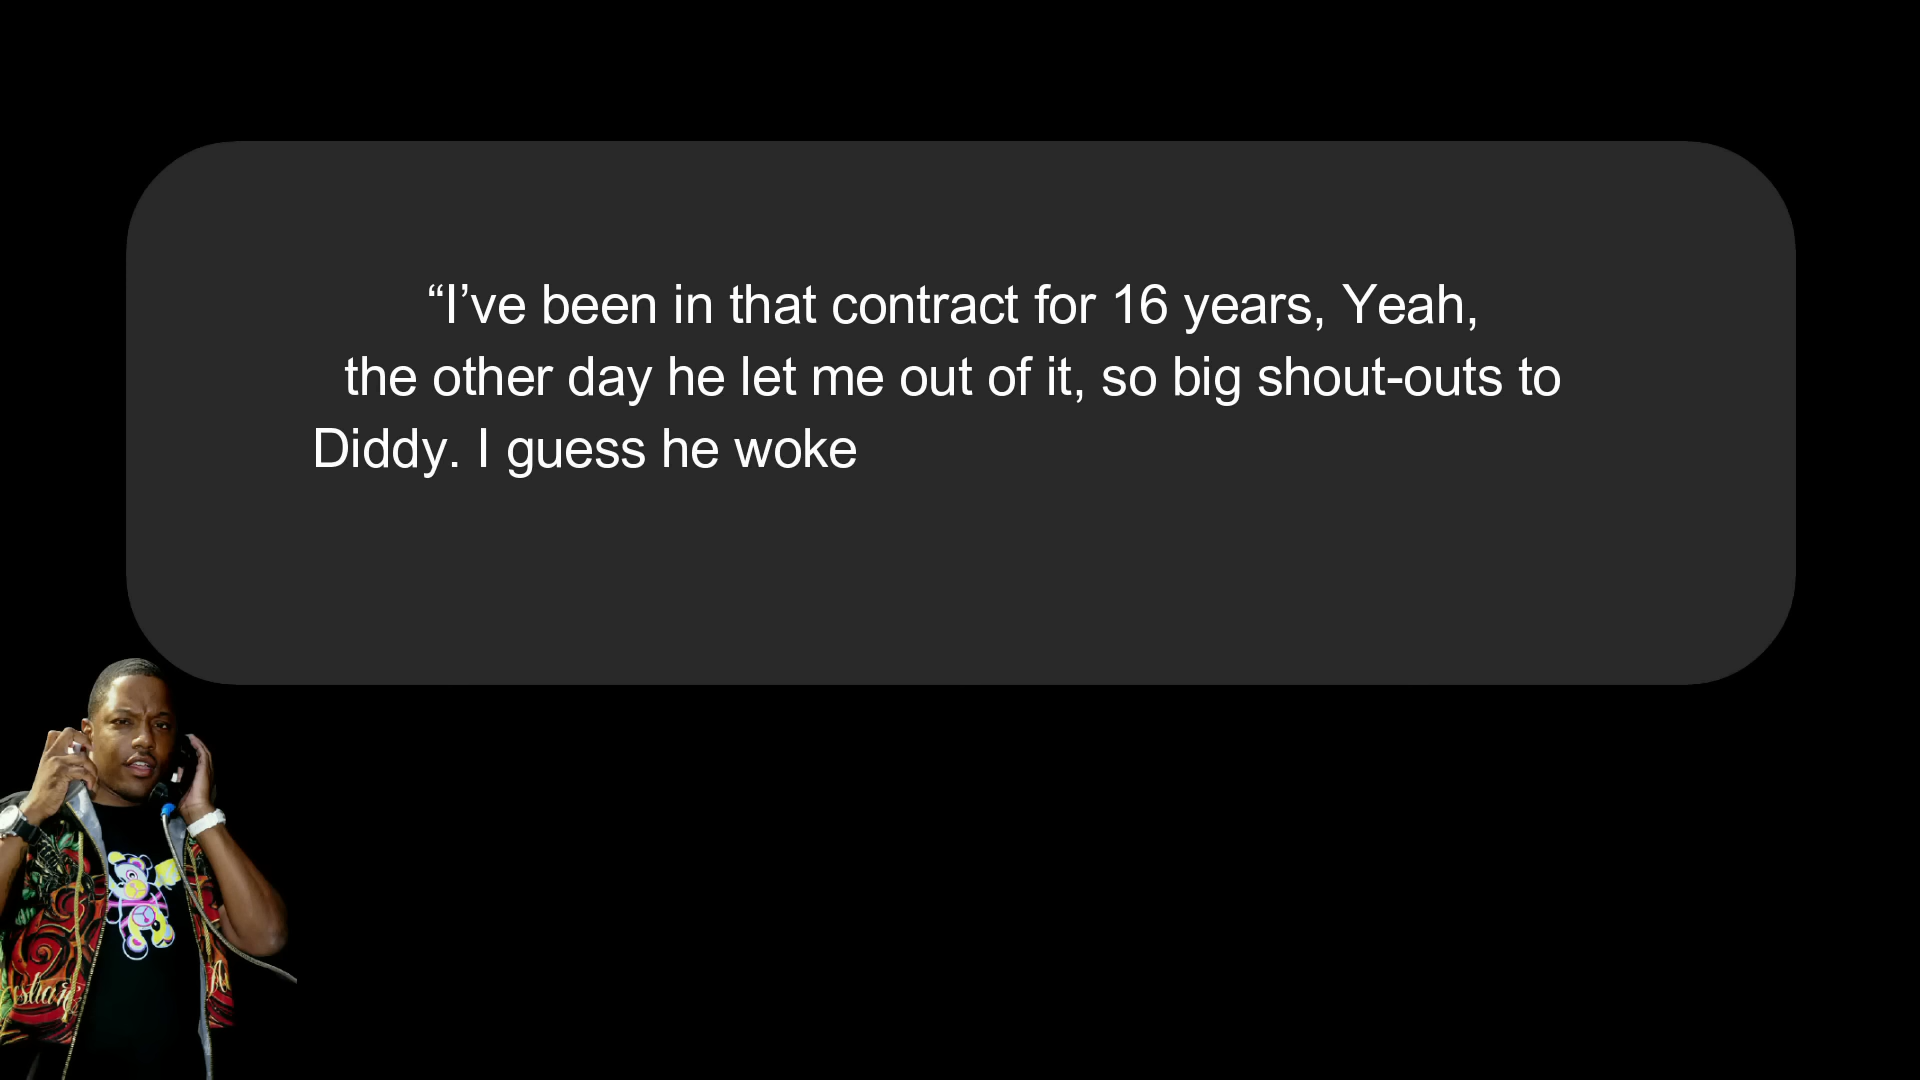 “I’ve been in that contract for 16 years, Yeah,
the other day he let me out of it, so big shout-outs to
Diddy. I guess he woke